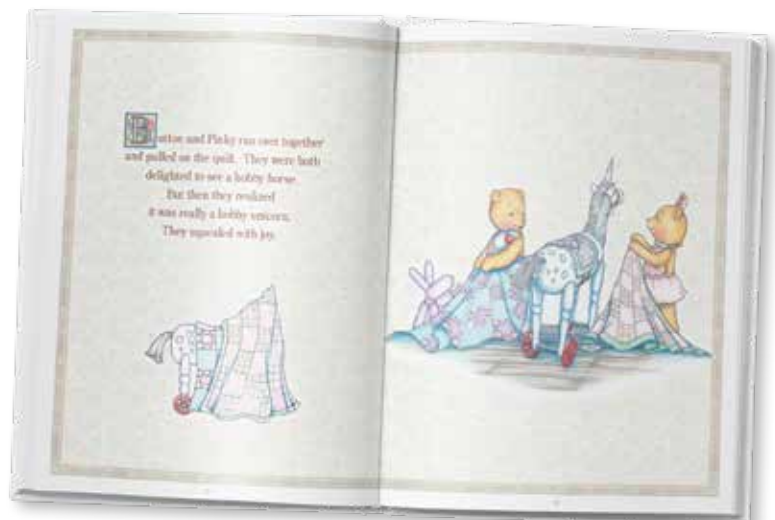 Button and Pinky ran over together
and pulled on the quilt. They were both
delighted to see a hobby horse.
But then they realized
it was really a hobby unicorn.
They squealed with joy.